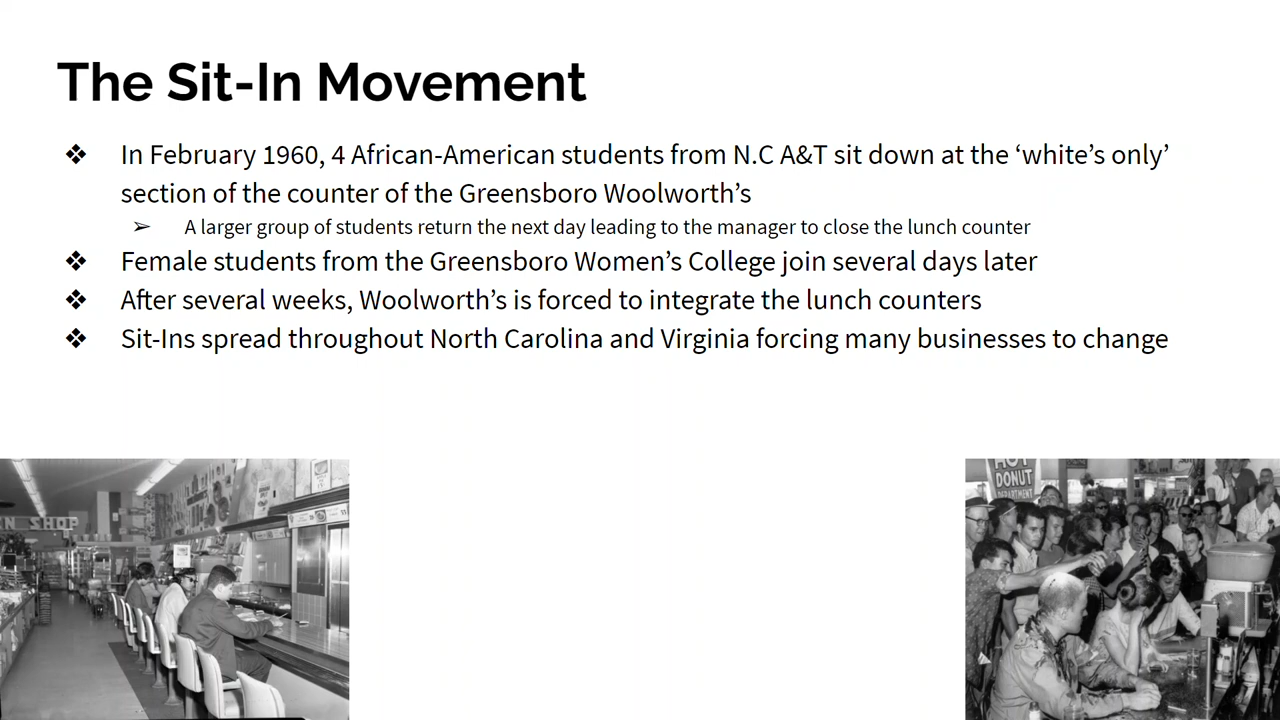 The Sit-In Movement
❖ In February 1960, 4 African-American students from N.C A&T sit down at the ‘white’s only’
section of the counter of the Greensboro Woolworth’s
➢ A larger group of students return the next day leading to the manager to close the lunch counter
❖ Female students from the Greensboro Women’s College join several days later
❖ After several weeks, Woolworth’s is forced to integrate the lunch counters
❖ Sit-Ins spread throughout North Carolina and Virginia forcing many businesses to change
SHOP
HOT
DONUT
DEPARTMENT